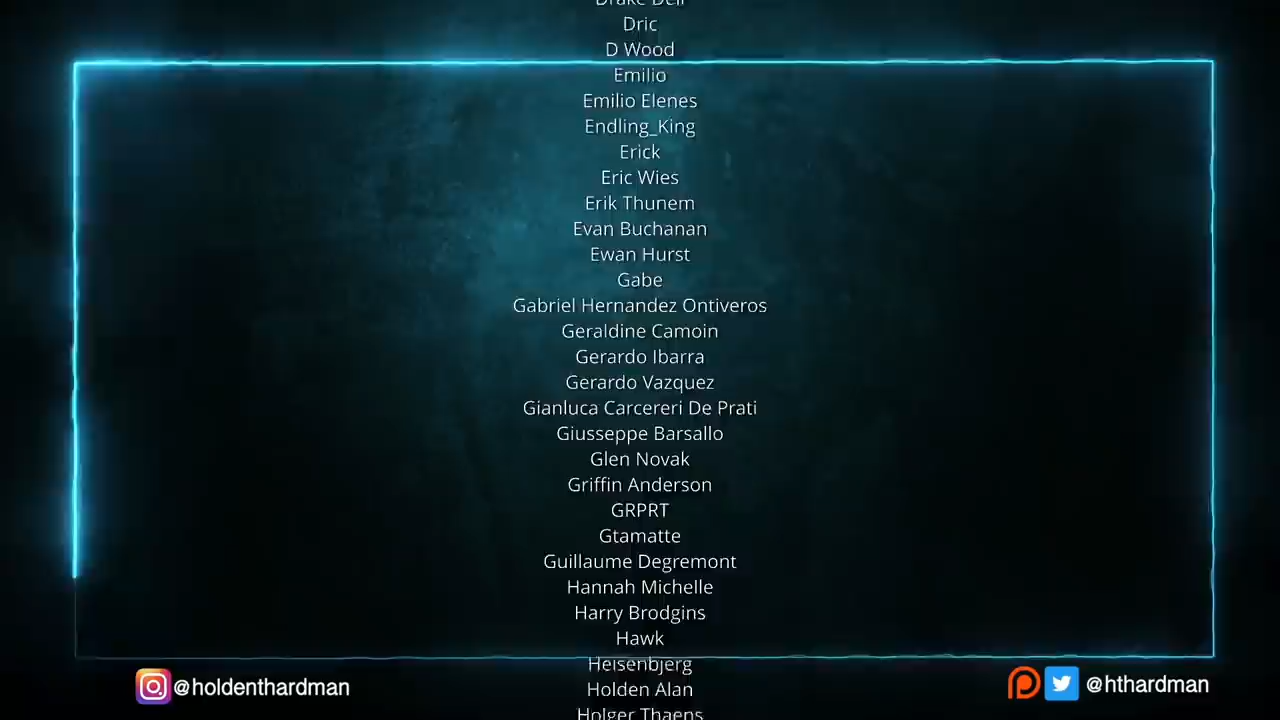 Drake Dell
Dric
D Wood
Emilio
Emilio Elenes
Endling_King
Erick
Eric Wies
Erik Thunem
Evan Buchanan
Ewan Hurst
Gabe
Gabriel Hernandez Ontiveros
Geraldine Camoin
Gerardo Ibarra
Gerardo Vazquez
Gianluca Carcereri De Prati
Giusseppe Barsallo
Glen Novak
Griffin Anderson
GRPRT
Gtamatte
Guillaume Degremont
Hannah Michelle
Harry Brodgins
Hawk
Heisenbjerg
Holden Alan
Holger Thaens
@holdenthardman
@hthardman